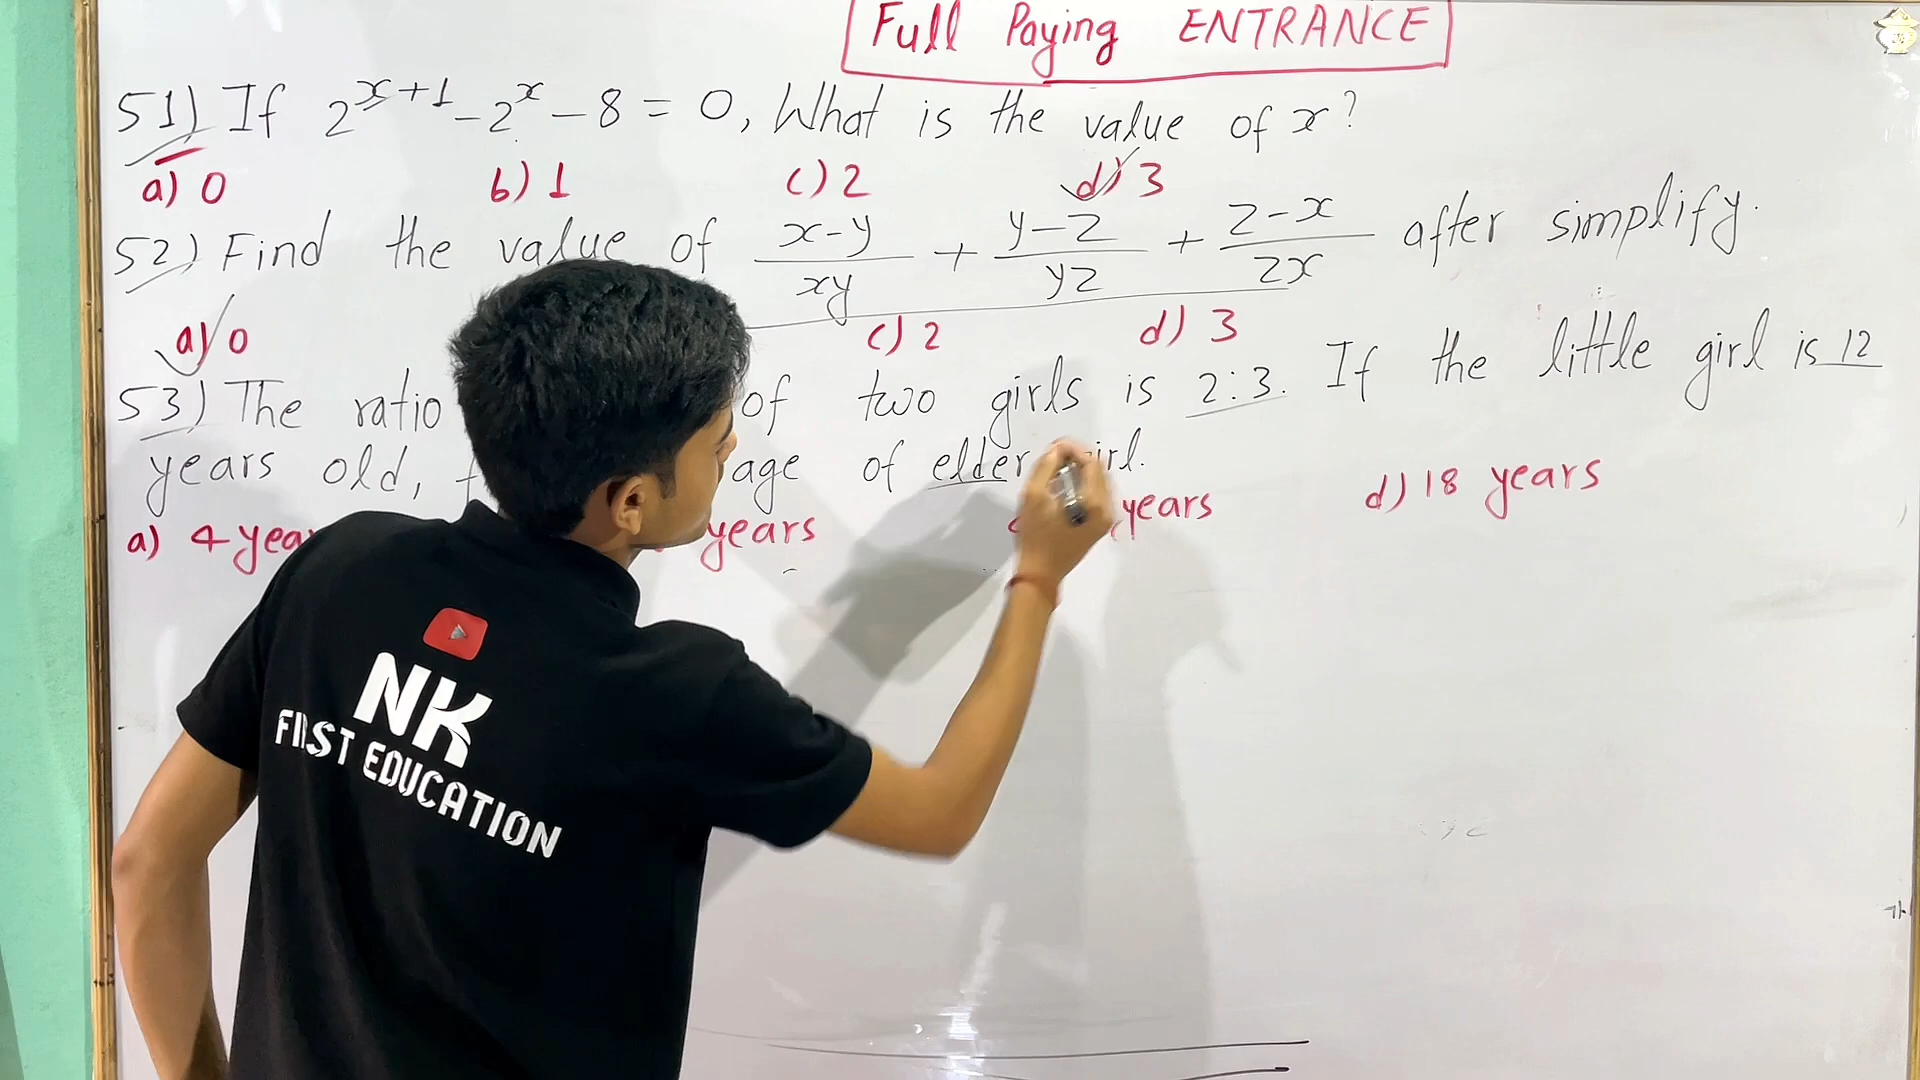 Full Paying ENTRANCE
51) If 2^{x+1} - 2^x - 8 = 0, What is the value of x?
a) 0 b) 1 c) 2 d) 3
52) Find the value of \frac{x-y}{xy} + \frac{y-z}{yz} + \frac{z-x}{zx} after simplify.
a) 0 c) 2 d) 3
53) The ratio of two girls is 2:3. If the little girl is 12
years old, age of elder girl.
a) 4 years years years d) 18 years
NK
FIRST EDUCATION